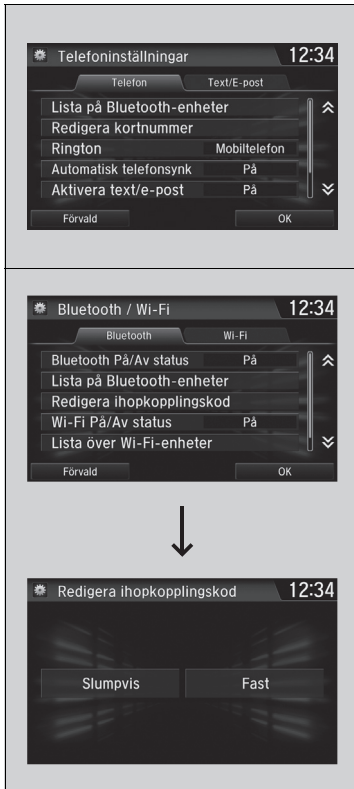 Telefoninställningar 12:34
Telefon Text/E-post
Lista på Bluetooth-enheter
Redigera kortnummer
Rington Mobiltelefon
Automatisk telefonsynk På
Aktivera text/e-post På
Förvald OK
Bluetooth / Wi-Fi 12:34
Bluetooth Wi-Fi
Bluetooth På/Av status På
Lista på Bluetooth-enheter
Redigera ihopkopplingskod
Wi-Fi På/Av status På
Lista över Wi-Fi-enheter
Förvald OK
Redigera ihopkopplingskod 12:34
Slumpvis Fast